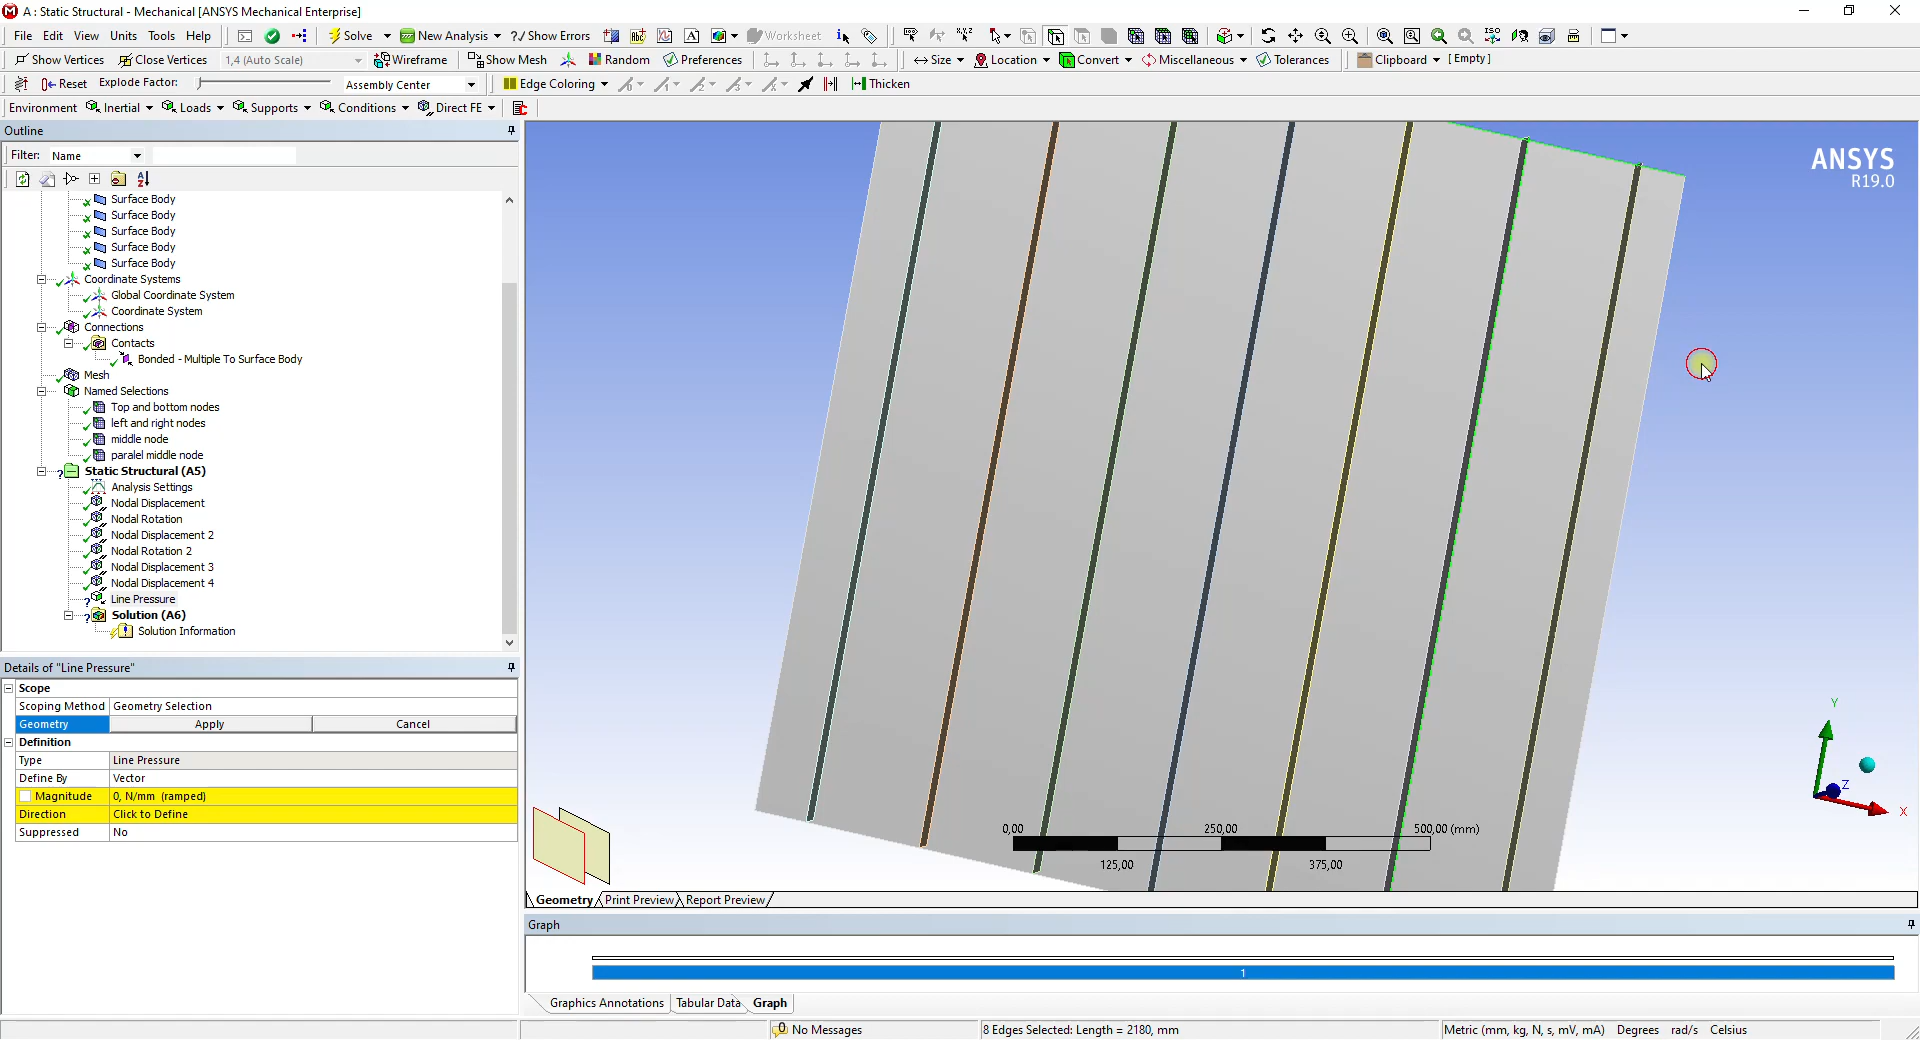 A : Static Structural - Mechanical [ANSYS Mechanical Enterprise]
File Edit View Units Tools Help Solve New Analysis ?/ Show Errors Worksheet
Show Vertices Close Vertices 1,4 (Auto Scale) Wireframe Show Mesh Random Preferences Size Location Convert Miscellaneous Tolerances Clipboard [ Empty ]
Reset Explode Factor: Assembly Center Edge Coloring Thicken
Environment Inertial Loads Supports Conditions Direct FE
Outline
Filter: Name
Surface Body
Surface Body
Surface Body
Surface Body
Surface Body
Coordinate Systems
Global Coordinate System
Coordinate System
Connections
Contacts
Bonded - Multiple To Surface Body
Mesh
Named Selections
Top and bottom nodes
left and right nodes
middle node
paralel middle node
Static Structural (A5)
Analysis Settings
Nodal Displacement
Nodal Rotation
Nodal Displacement 2
Nodal Rotation 2
Nodal Displacement 3
Nodal Displacement 4
Line Pressure
Solution (A6)
Solution Information
Details of "Line Pressure"
Scope
Scoping Method Geometry Selection
Geometry Apply Cancel
Definition
Type Line Pressure
Define By Vector
Magnitude 0, N/mm (ramped)
Direction Click to Define
Suppressed No
ANSYS
R19.0
Y
Z
X
0,00 250,00 500,00 (mm)
125,00 375,00
Geometry Print Preview Report Preview
Graph
1
Graphics Annotations Tabular Data Graph
0 No Messages 8 Edges Selected: Length = 2180, mm Metric (mm, kg, N, s, mV, mA) Degrees rad/s Celsius